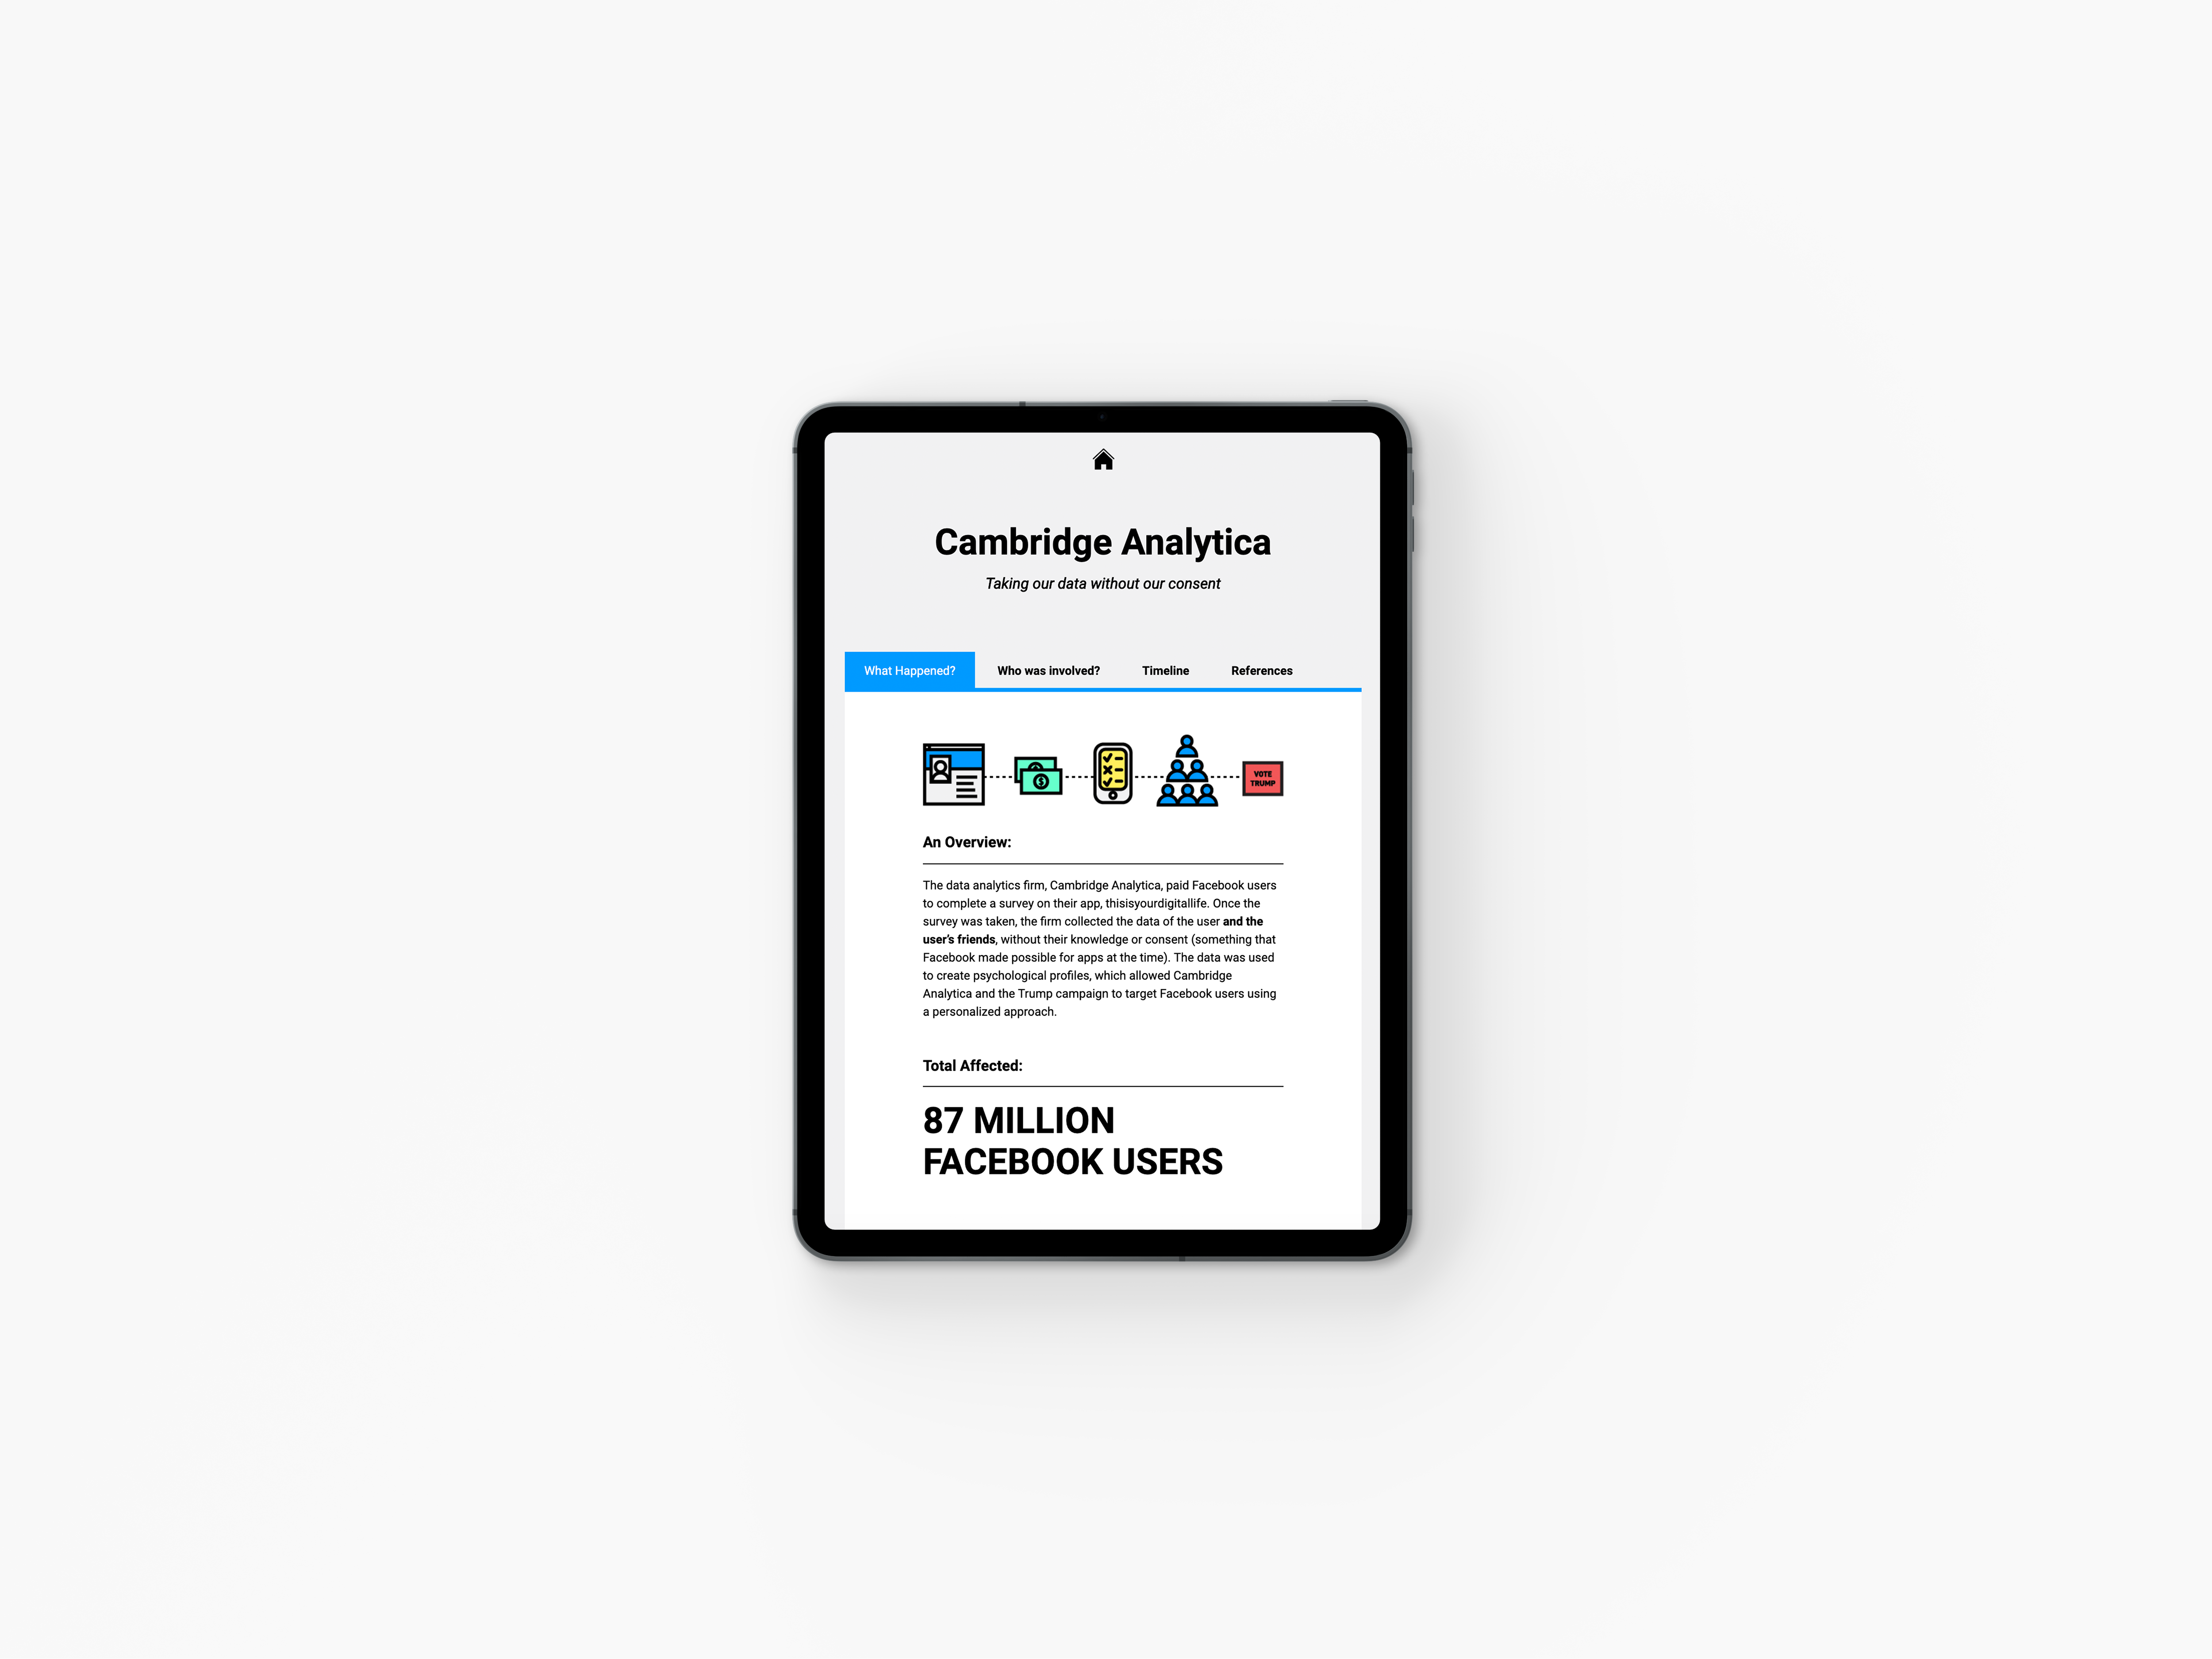 Cambridge Analytica
Taking our data without our consent
What Happened? Who was involved? Timeline References
VOTE
TRUMP
An Overview:
The data analytics firm, Cambridge Analytica, paid Facebook users
to complete a survey on their app, thisisyourdigitallife. Once the
survey was taken, the firm collected the data of the user and the
user’s friends, without their knowledge or consent (something that
Facebook made possible for apps at the time). The data was used
to create psychological profiles, which allowed Cambridge
Analytica and the Trump campaign to target Facebook users using
a personalized approach.
Total Affected:
87 MILLION
FACEBOOK USERS